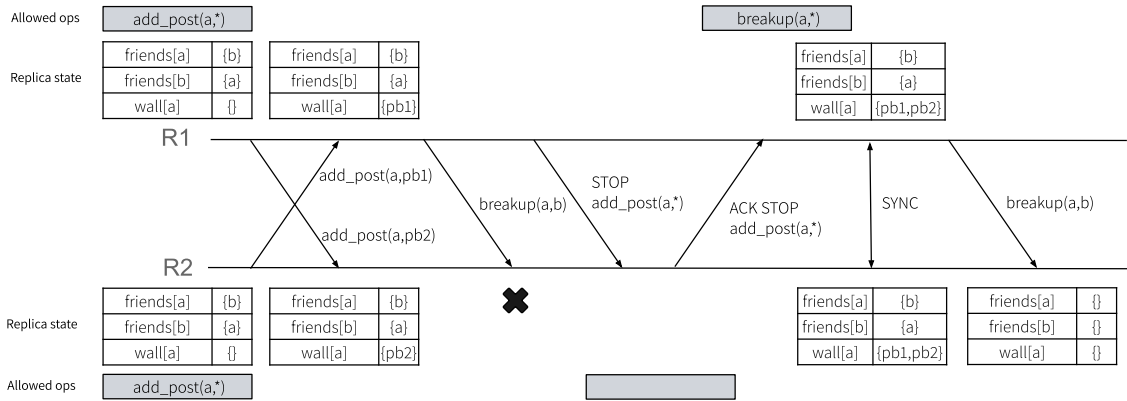 Allowed ops
add_post(a,*)
breakup(a,*)
Replica state
friends[a] {b}
friends[b] {a}
wall[a] {}
friends[a] {b}
friends[b] {a}
wall[a] {pb1}
friends[a] {b}
friends[b] {a}
wall[a] {pb1,pb2}
R1
add_post(a,pb1)
add_post(a,pb2)
breakup(a,b)
STOP
add_post(a,*)
ACK STOP
add_post(a,*)
SYNC
breakup(a,b)
R2
Replica state
friends[a] {b}
friends[b] {a}
wall[a] {}
friends[a] {b}
friends[b] {a}
wall[a] {pb2}
friends[a] {b}
friends[b] {a}
wall[a] {pb1,pb2}
friends[a] {}
friends[b] {}
wall[a] {}
Allowed ops
add_post(a,*)